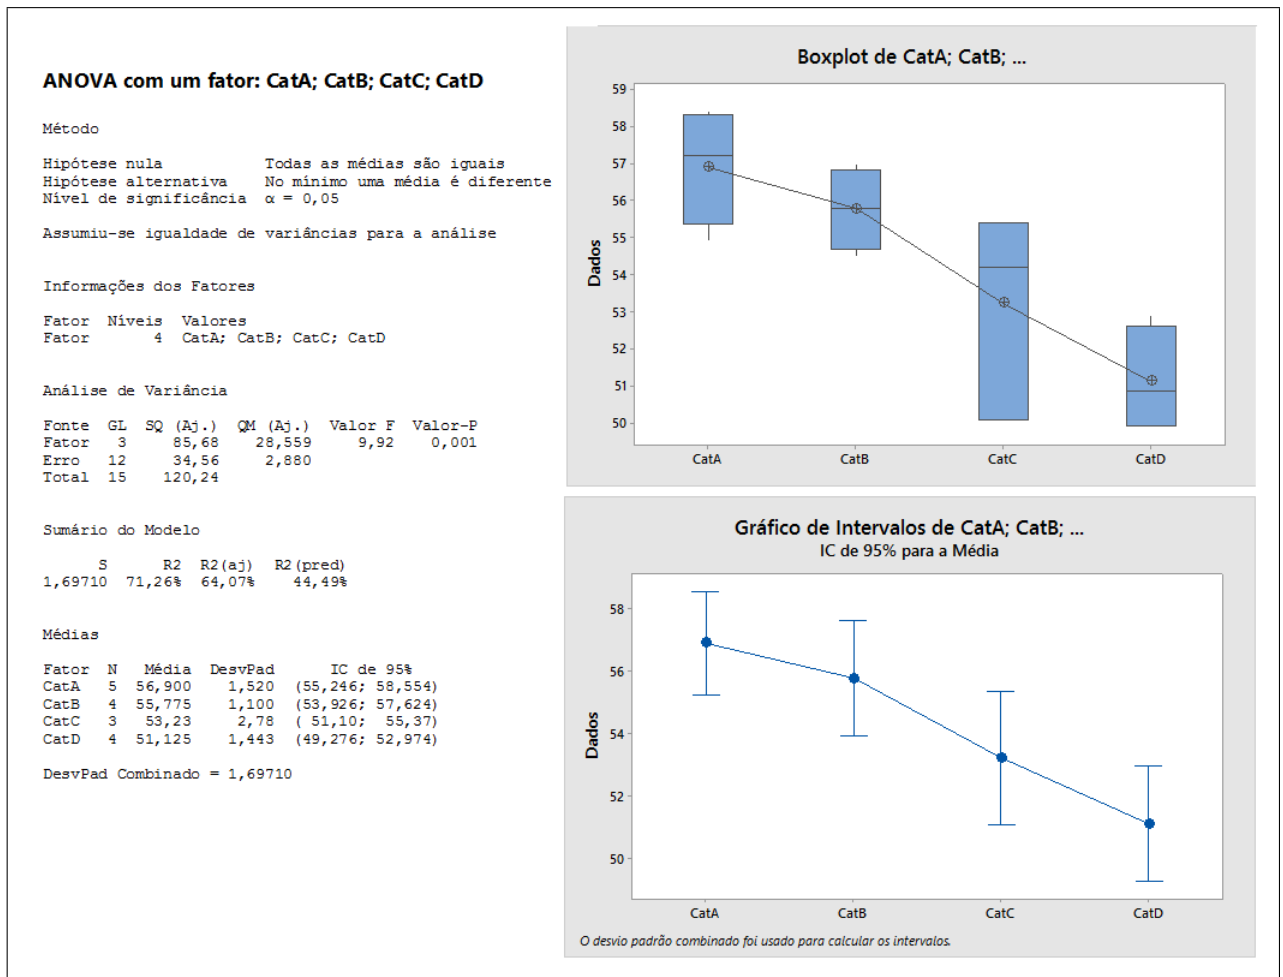 ANOVA com um fator: CatA; CatB; CatC; CatD
Método
Hipótese nula Todas as médias são iguais
Hipótese alternativa No mínimo uma média é diferente
Nível de significância α = 0,05
Assumiu-se igualdade de variâncias para a análise
Informações dos Fatores
Fator Níveis Valores
Fator 4 CatA; CatB; CatC; CatD
Análise de Variância
Fonte GL SQ (Aj.) QM (Aj.) Valor F Valor-P
Fator 3 85,68 28,559 9,92 0,001
Erro 12 34,56 2,880
Total 15 120,24
Sumário do Modelo
S R2 R2(aj) R2(pred)
1,69710 71,26% 64,07% 44,49%
Médias
Fator N Média DesvPad IC de 95%
CatA 5 56,900 1,520 (55,246; 58,554)
CatB 4 55,775 1,100 (53,926; 57,624)
CatC 3 53,23 2,78 ( 51,10; 55,37)
CatD 4 51,125 1,443 (49,276; 52,974)
DesvPad Combinado = 1,69710
Boxplot de CatA; CatB; ...
Dados
59
58
57
56
55
54
53
52
51
50
CatA CatB CatC CatD
Gráfico de Intervalos de CatA; CatB; ...
IC de 95% para a Média
Dados
58
56
54
52
50
CatA CatB CatC CatD
O desvio padrão combinado foi usado para calcular os intervalos.